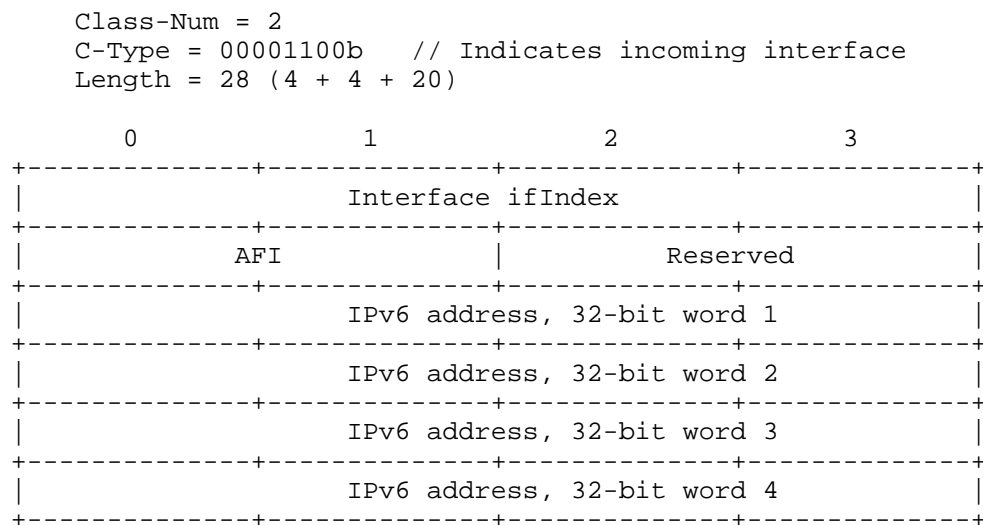 Class-Num = 2
C-Type = 00001100b // Indicates incoming interface
Length = 28 (4 + 4 + 20)
0 1 2 3
+--------------+--------------+--------------+--------------+
| Interface ifIndex |
+--------------+--------------+--------------+--------------+
| AFI | Reserved |
+--------------+--------------+--------------+--------------+
| IPv6 address, 32-bit word 1 |
+--------------+--------------+--------------+--------------+
| IPv6 address, 32-bit word 2 |
+--------------+--------------+--------------+--------------+
| IPv6 address, 32-bit word 3 |
+--------------+--------------+--------------+--------------+
| IPv6 address, 32-bit word 4 |
+--------------+--------------+--------------+--------------+